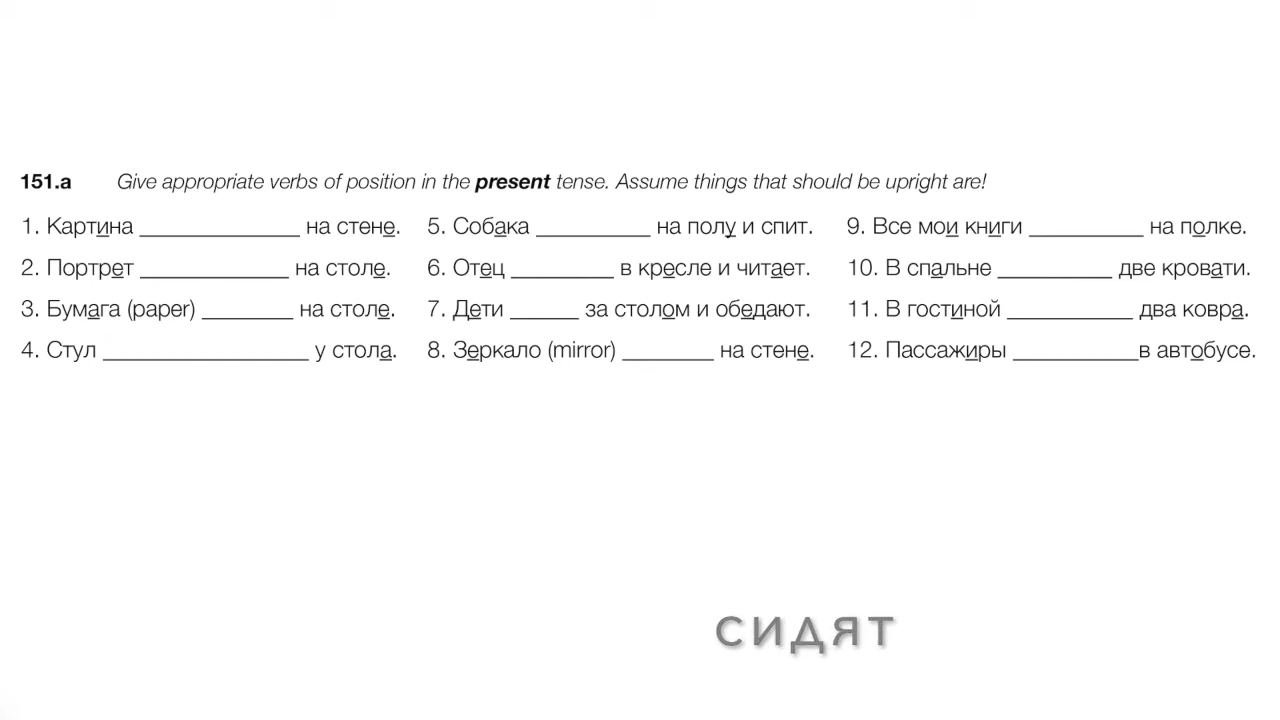 151.a Give appropriate verbs of position in the present tense. Assume things that should be upright are!
1. Картина ______________ на стене.
2. Портрет _____________ на столе.
3. Бумага (paper) ________ на столе.
4. Стул __________________ у стола.
5. Собака __________ на полу и спит.
6. Отец _________ в кресле и читает.
7. Дети ______ за столом и обедают.
8. Зеркало (mirror) ________ на стене.
9. Все мои книги __________ на полке.
10. В спальне __________ две кровати.
11. В гостиной ___________ два ковра.
12. Пассажиры ___________в автобусе.
СИДЯТ